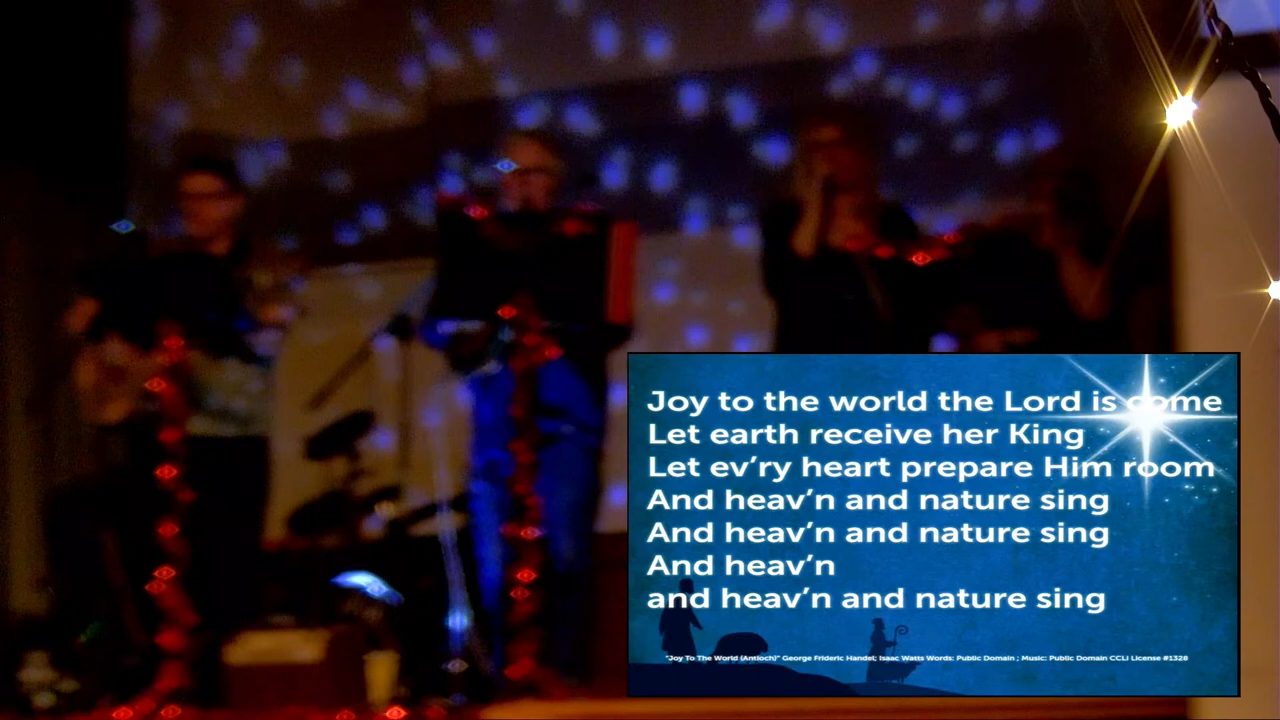 Joy to the world the Lord is come
Let earth receive her King
Let ev'ry heart prepare Him room
And heav'n and nature sing
And heav'n and nature sing
And heav'n
and heav'n and nature sing
"Joy To The World (Antioch)" George Frideric Handel; Isaac Watts Words: Public Domain ; Music: Public Domain CCLI License #1328